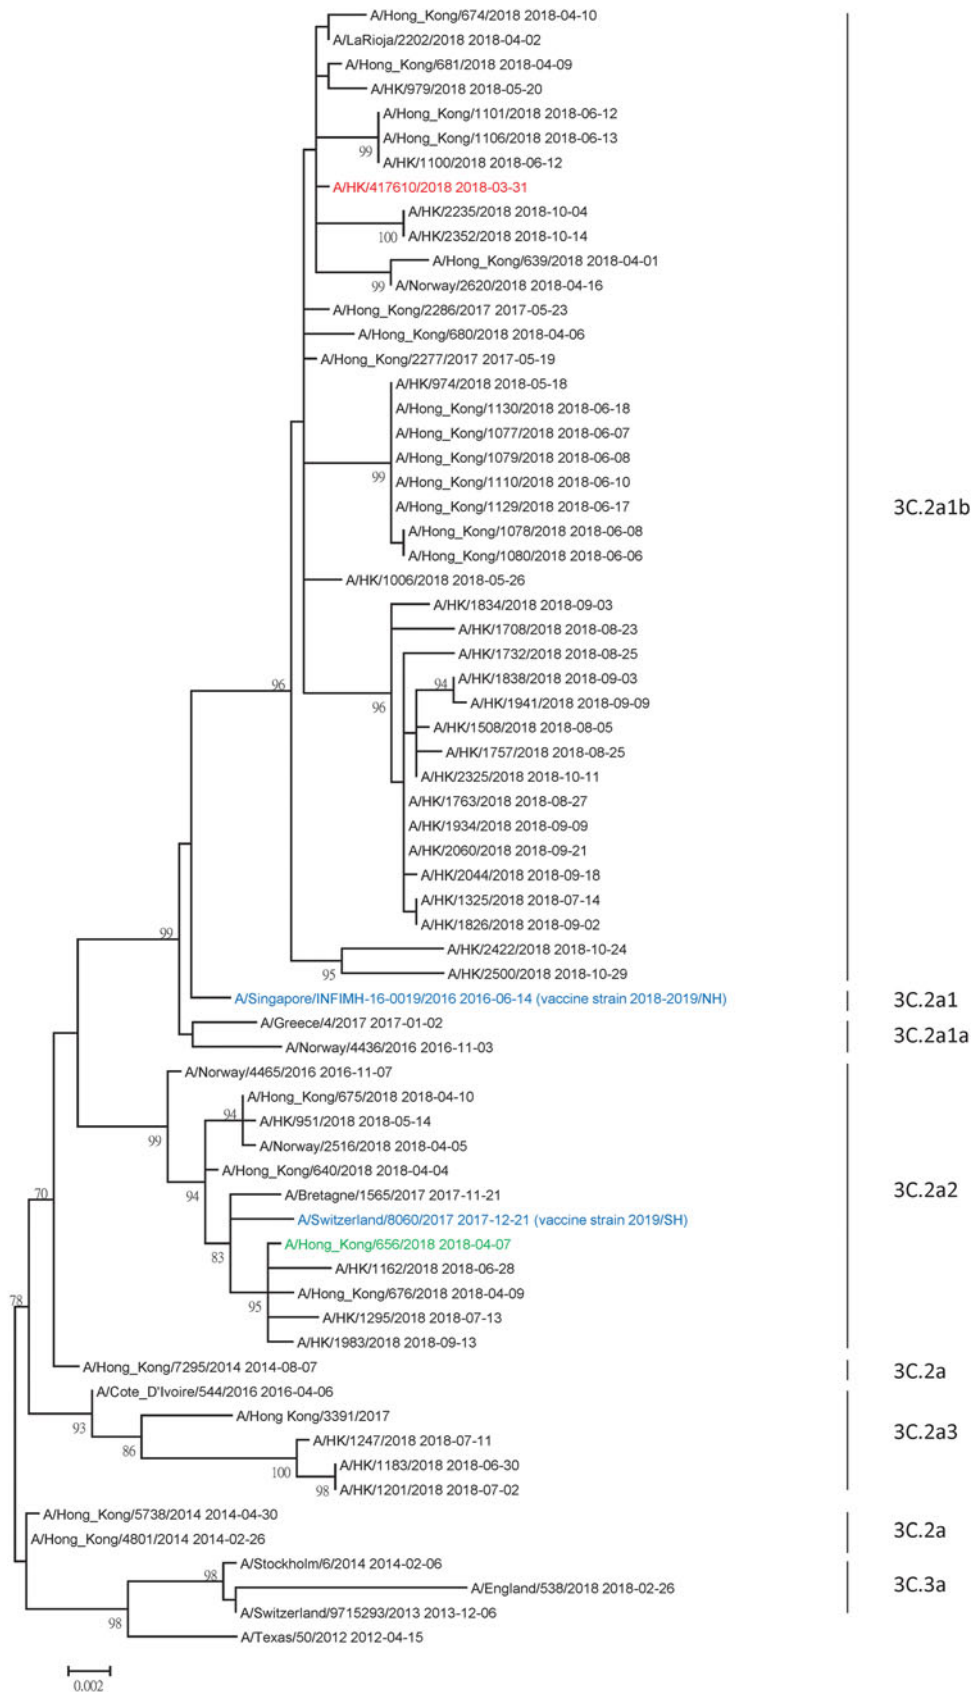 A/Hong_Kong/674/2018 2018-04-10
A/LaRioja/2202/2018 2018-04-02
A/Hong_Kong/681/2018 2018-04-09
A/HK/979/2018 2018-05-20
A/Hong_Kong/1101/2018 2018-06-12
A/Hong_Kong/1106/2018 2018-06-13
99
A/HK/1100/2018 2018-06-12
A/HK/417610/2018 2018-03-31
A/HK/2235/2018 2018-10-04
100
A/HK/2352/2018 2018-10-14
A/Hong_Kong/639/2018 2018-04-01
99
A/Norway/2620/2018 2018-04-16
A/Hong_Kong/2286/2017 2017-05-23
A/Hong_Kong/680/2018 2018-04-06
A/Hong_Kong/2277/2017 2017-05-19
A/HK/974/2018 2018-05-18
A/Hong_Kong/1130/2018 2018-06-18
A/Hong_Kong/1077/2018 2018-06-07
A/Hong_Kong/1079/2018 2018-06-08
99
A/Hong_Kong/1110/2018 2018-06-10
A/Hong_Kong/1129/2018 2018-06-17
3C.2a1b
A/Hong_Kong/1078/2018 2018-06-08
A/Hong_Kong/1080/2018 2018-06-06
A/HK/1006/2018 2018-05-26
A/HK/1834/2018 2018-09-03
A/HK/1708/2018 2018-08-23
A/HK/1732/2018 2018-08-25
96
94
A/HK/1838/2018 2018-09-03
96
A/HK/1941/2018 2018-09-09
A/HK/1508/2018 2018-08-05
A/HK/1757/2018 2018-08-25
A/HK/2325/2018 2018-10-11
A/HK/1763/2018 2018-08-27
A/HK/1934/2018 2018-09-09
A/HK/2060/2018 2018-09-21
A/HK/2044/2018 2018-09-18
A/HK/1325/2018 2018-07-14
A/HK/1826/2018 2018-09-02
99
A/HK/2422/2018 2018-10-24
95
A/HK/2500/2018 2018-10-29
A/Singapore/INFIMH-16-0019/2016 2016-06-14 (vaccine strain 2018-2019/NH)
3C.2a1
A/Greece/4/2017 2017-01-02
3C.2a1a
A/Norway/4436/2016 2016-11-03
A/Norway/4465/2016 2016-11-07
A/Hong_Kong/675/2018 2018-04-10
94
A/HK/951/2018 2018-05-14
99
A/Norway/2516/2018 2018-04-05
A/Hong_Kong/640/2018 2018-04-04
70
94
A/Bretagne/1565/2017 2017-11-21
3C.2a2
A/Switzerland/8060/2017 2017-12-21 (vaccine strain 2019/SH)
A/Hong_Kong/656/2018 2018-04-07
83
A/HK/1162/2018 2018-06-28
A/Hong_Kong/676/2018 2018-04-09
78
95
A/HK/1295/2018 2018-07-13
A/HK/1983/2018 2018-09-13
A/Hong_Kong/7295/2014 2014-08-07
3C.2a
A/Cote_D'Ivoire/544/2016 2016-04-06
A/Hong Kong/3391/2017
93
3C.2a3
A/HK/1247/2018 2018-07-11
86
A/HK/1183/2018 2018-06-30
100
A/HK/1201/2018 2018-07-02
98
A/Hong_Kong/5738/2014 2014-04-30
3C.2a
A/Hong_Kong/4801/2014 2014-02-26
A/Stockholm/6/2014 2014-02-06
98
A/England/538/2018 2018-02-26
3C.3a
A/Switzerland/9715293/2013 2013-12-06
98
A/Texas/50/2012 2012-04-15
0.002